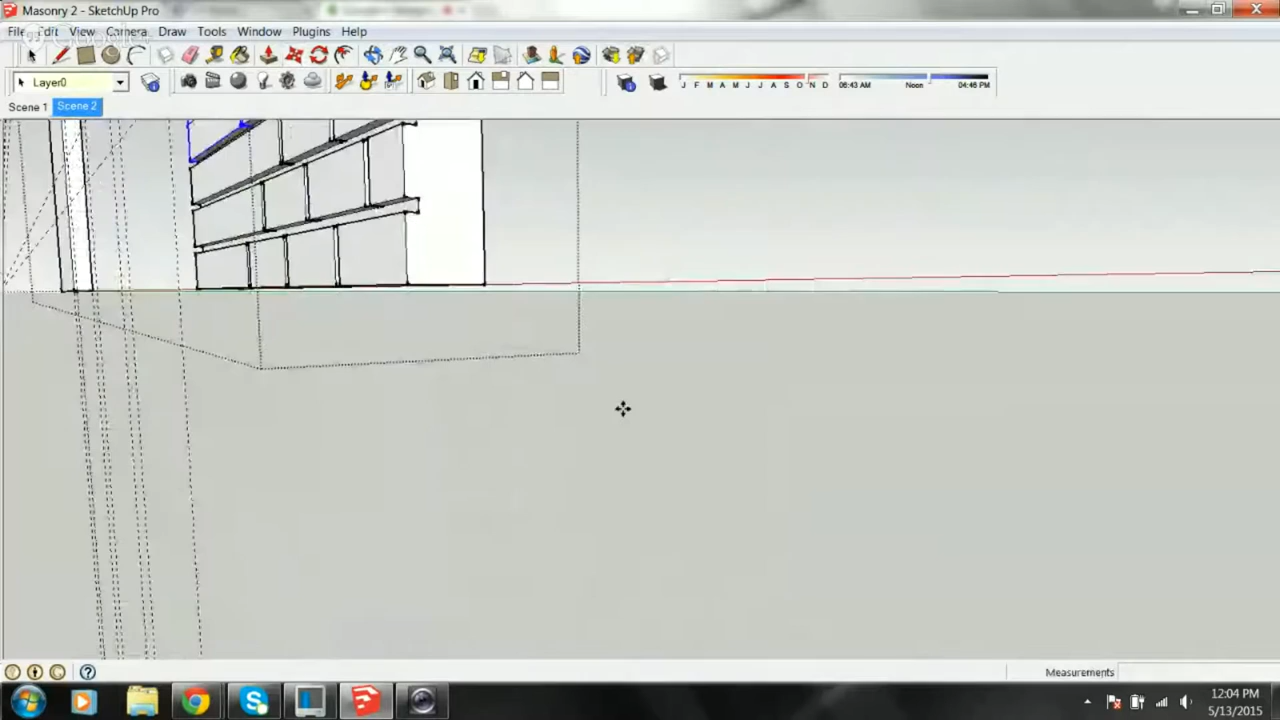 Masonry 2 - SketchUp Pro
File Edit View Camera Draw Tools Window Plugins Help
Google
Layer0
J F M A M J J A S O N D
06:43 AM Noon 04:46 PM
Scene 1 Scene 2
Measurements
12:04 PM
5/13/2015